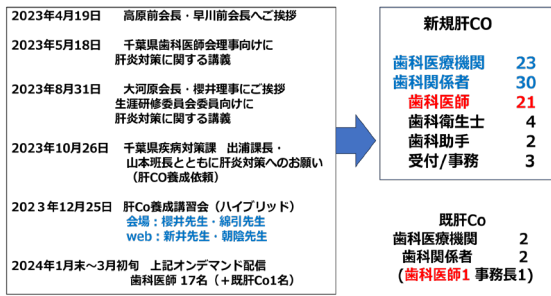 2023年4月19日 高原前会長・早川前会長へご挨拶
2023年5月18日 千葉県歯科医師会理事向けに
肝炎対策に関する講義
2023年8月31日 大河原会長・櫻井理事にご挨拶
生涯研修委員会委員向けに
肝炎対策に関する講義
2023年10月26日 千葉県疾病対策課 出浦課長・
山本班長とともに肝炎対策へのお願い
（肝CO養成依頼）
2023年12月25日 肝Co養成講習会（ハイブリッド）
会場：櫻井先生・綿引先生
web：新井先生・朝陰先生
2024年1月末～3月初旬 上記オンデマンド配信
歯科医師 17名（＋既肝Co1名）
新規肝CO
歯科医療機関 23
歯科関係者 30
歯科医師 21
歯科衛生士 4
歯科助手 2
受付/事務 3
既肝Co
歯科医療機関 2
歯科関係者 2
(歯科医師1 事務長1)